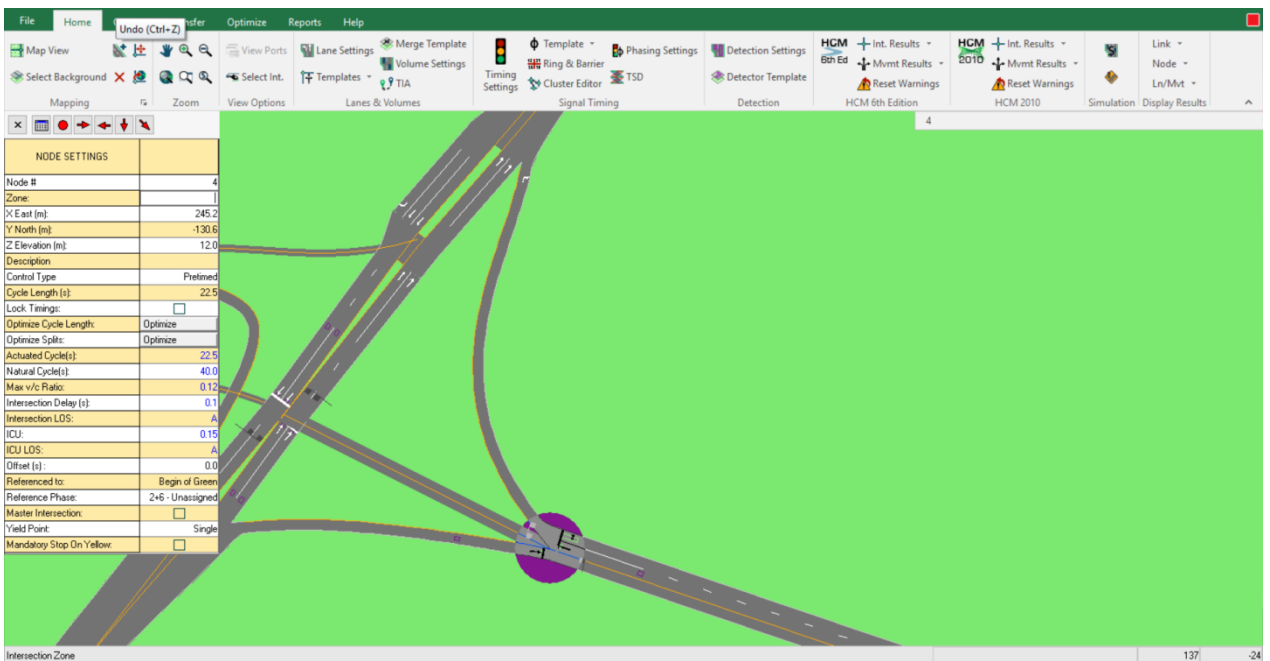 File Home Undo (Ctrl+Z) Optimize Reports Help
Map View View Ports Lane Settings Merge Template Template Phasing Settings Detection Settings HCM 6th Ed Int. Results HCM 2010 Int. Results Link
Volume Settings Ring & Barrier Mvmt Results Mvmt Results Node
Select Background Select Int. Templates TIA Timing Settings Cluster Editor TSD Detector Template Reset Warnings Reset Warnings Ln/Mvt
Mapping Zoom View Options Lanes & Volumes Signal Timing Detection HCM 6th Edition HCM 2010 Simulation Display Results
4
NODE SETTINGS
Node # 4
Zone:
X East (m): 245.2
Y North (m): -130.6
Z Elevation (m): 12.0
Description
Control Type Pretimed
Cycle Length (s): 22.5
Lock Timings:
Optimize Cycle Length: Optimize
Optimize Splits: Optimize
Actuated Cycle(s): 22.5
Natural Cycle(s): 40.0
Max v/c Ratio: 0.12
Intersection Delay (s): 0.1
Intersection LOS: A
ICU: 0.15
ICU LOS: A
Offset (s) : 0.0
Referenced to: Begin of Green
Reference Phase: 2+6 - Unassigned
Master Intersection:
Yield Point: Single
Mandatory Stop On Yellow:
Intersection Zone 137 -24